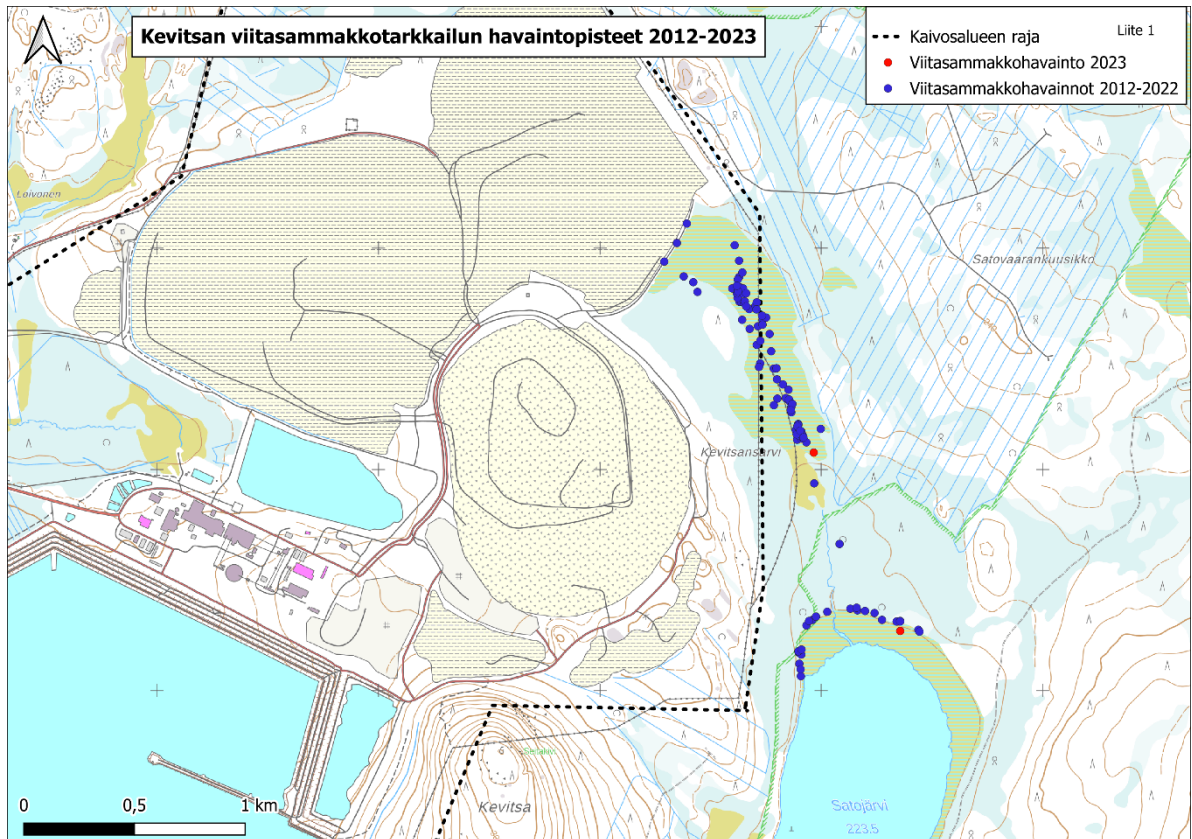 Kevitsan viitasammakkotarkkailun havaintopisteet 2012-2023
Liite 1
Kaivosalueen raja
Viitasammakkohavainto 2023
Viitasammakkohavainnot 2012-2022
Loivonen
Satovaarankuusikko
Kevitsansarvi
Kevitsa
Satojärvi
223.5
0 0,5 1 km